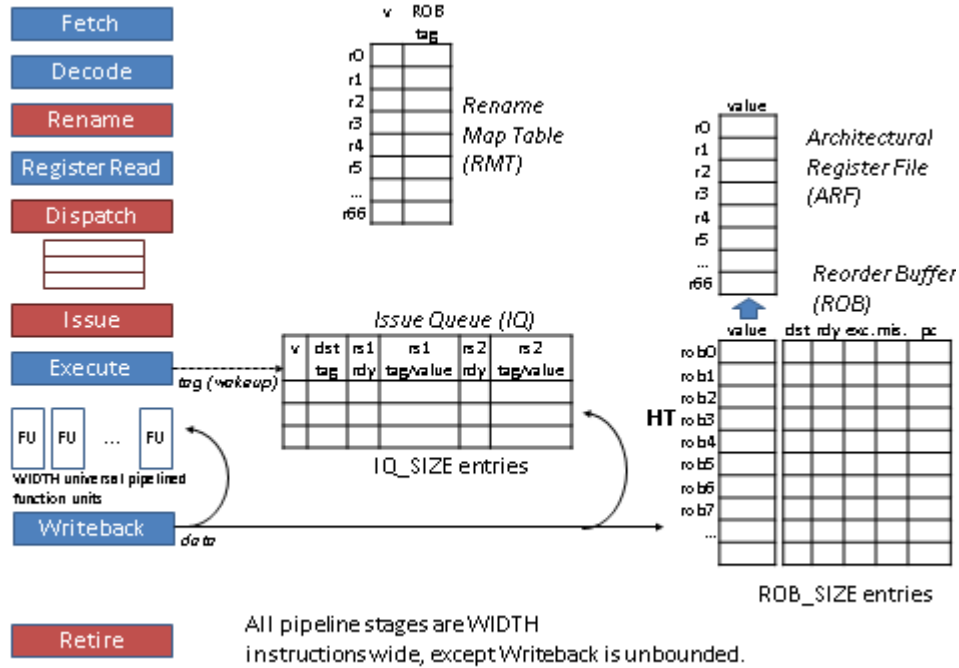 Fetch
Decode
Rename
Register Read
Dispatch
Issue
Execute
FU FU ... FU
WIDTH universal pipelined
function units
Writeback
Retire
v ROB
tag
r0
r1
r2
r3
r4
r5
...
r66
Rename
Map Table
(RMT)
value
r0
r1
r2
r3
r4
r5
...
r66
Architectural
Register File
(ARF)
Reorder Buffer
(ROB)
Issue Queue (IQ)
v dst rs1 rs1 rs2 rs2
tag rdy tag/value rdy tag/value
tag (wakeup)
IQ_SIZE entries
data
value dst rdy exc. mis. pc
rob0
rob1
rob2
HT rob3
rob4
rob5
rob6
rob7
...
ROB_SIZE entries
All pipeline stages are WIDTH
instructions wide, except Writeback is unbounded.